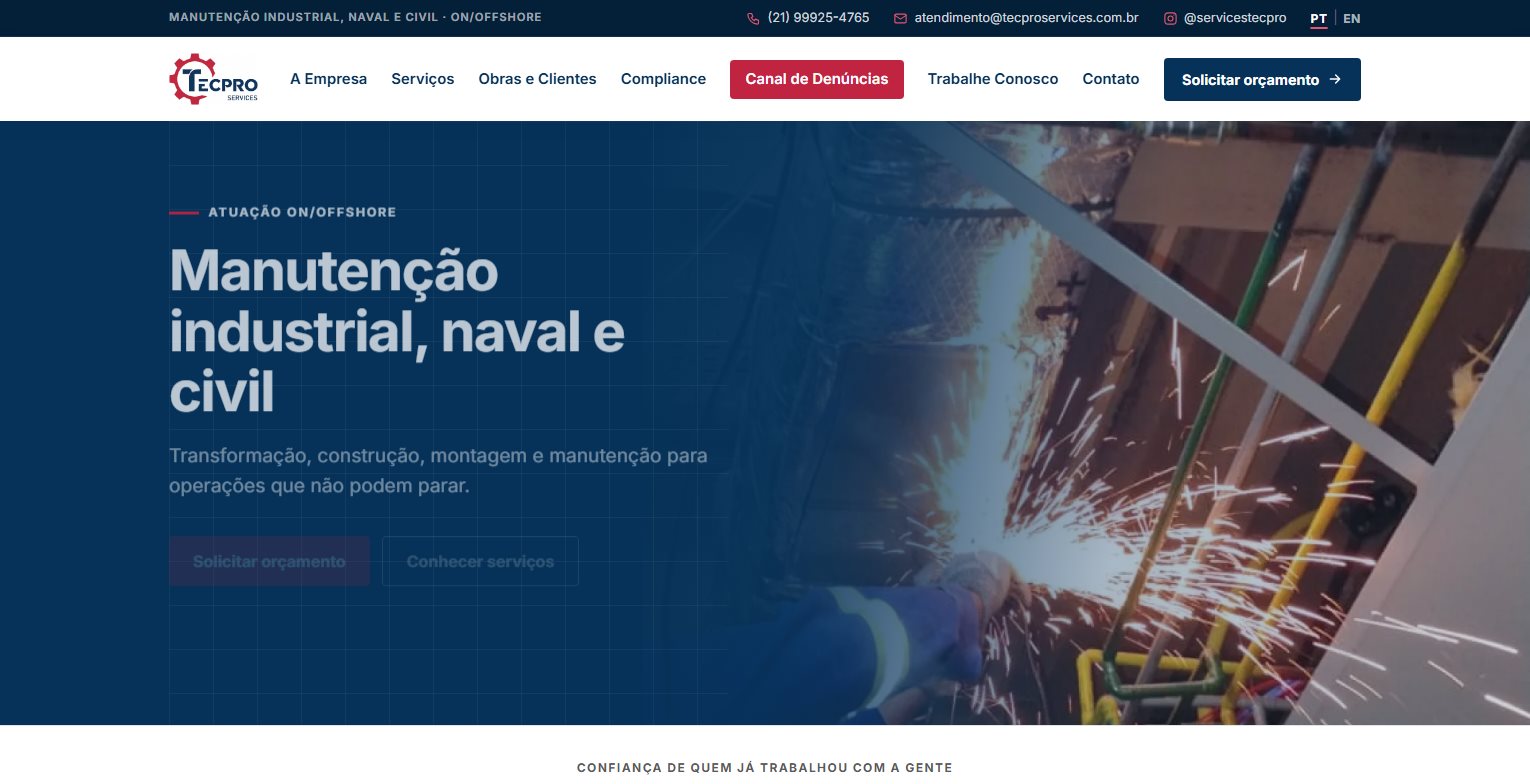 MANUTENÇÃO INDUSTRIAL, NAVAL E CIVIL · ON/OFFSHORE
(21) 99925-4765
atendimento@tecproservices.com.br
@servicestecpro
PT
EN
TECPRO
SERVICES
A Empresa
Serviços
Obras e Clientes
Compliance
Canal de Denúncias
Trabalhe Conosco
Contato
Solicitar orçamento →
ATUAÇÃO ON/OFFSHORE
Manutenção
industrial, naval e
civil
Transformação, construção, montagem e manutenção para
operações que não podem parar.
Solicitar orçamento
Conhecer serviços
CONFIANÇA DE QUEM JÁ TRABALHOU COM A GENTE